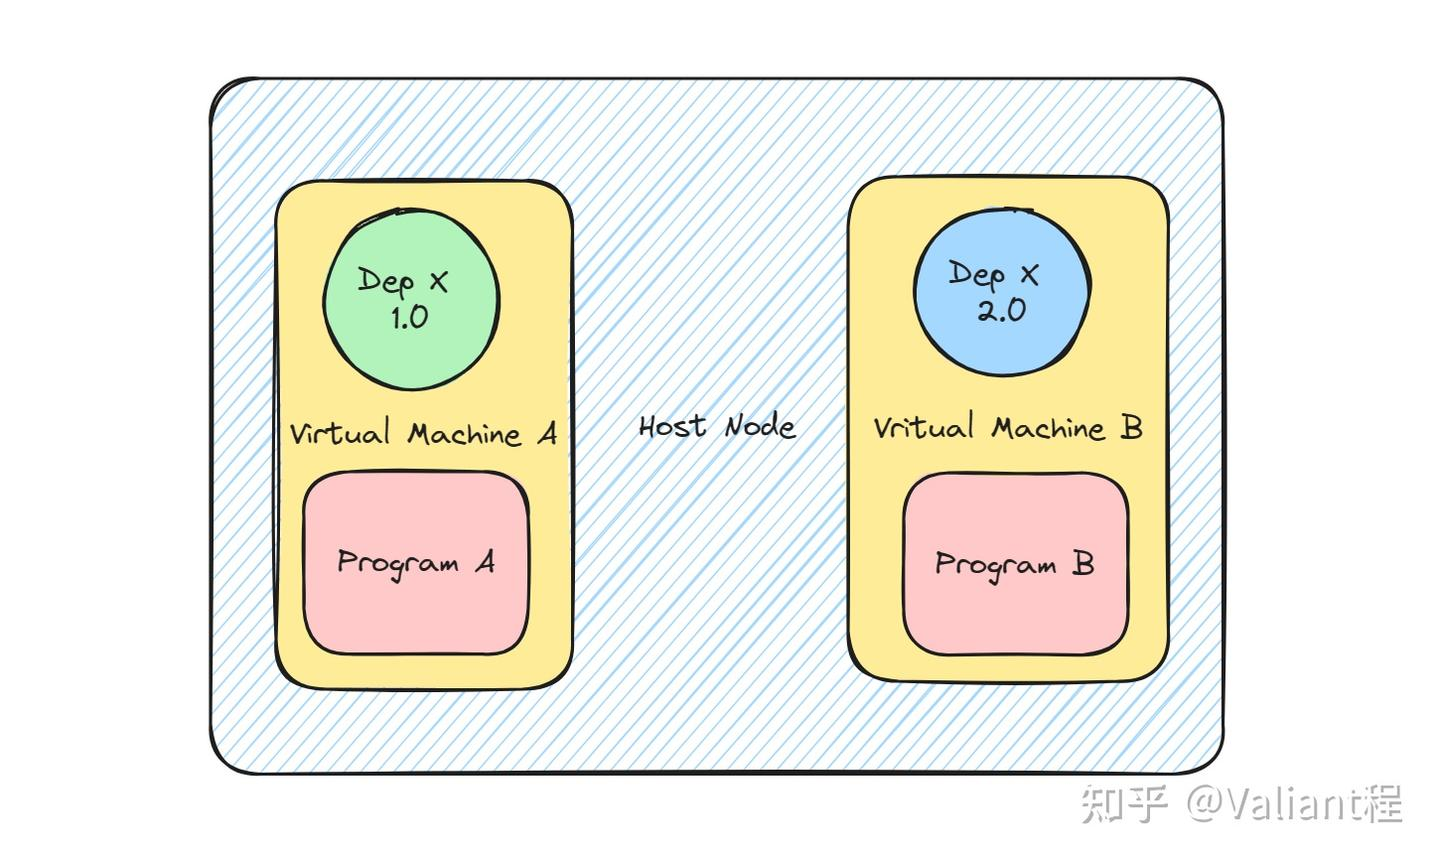 Dep X
1.0
Virtual Machine A
Program A
Host Node
Dep X
2.0
Vritual Machine B
Program B
知乎 @Valiant程